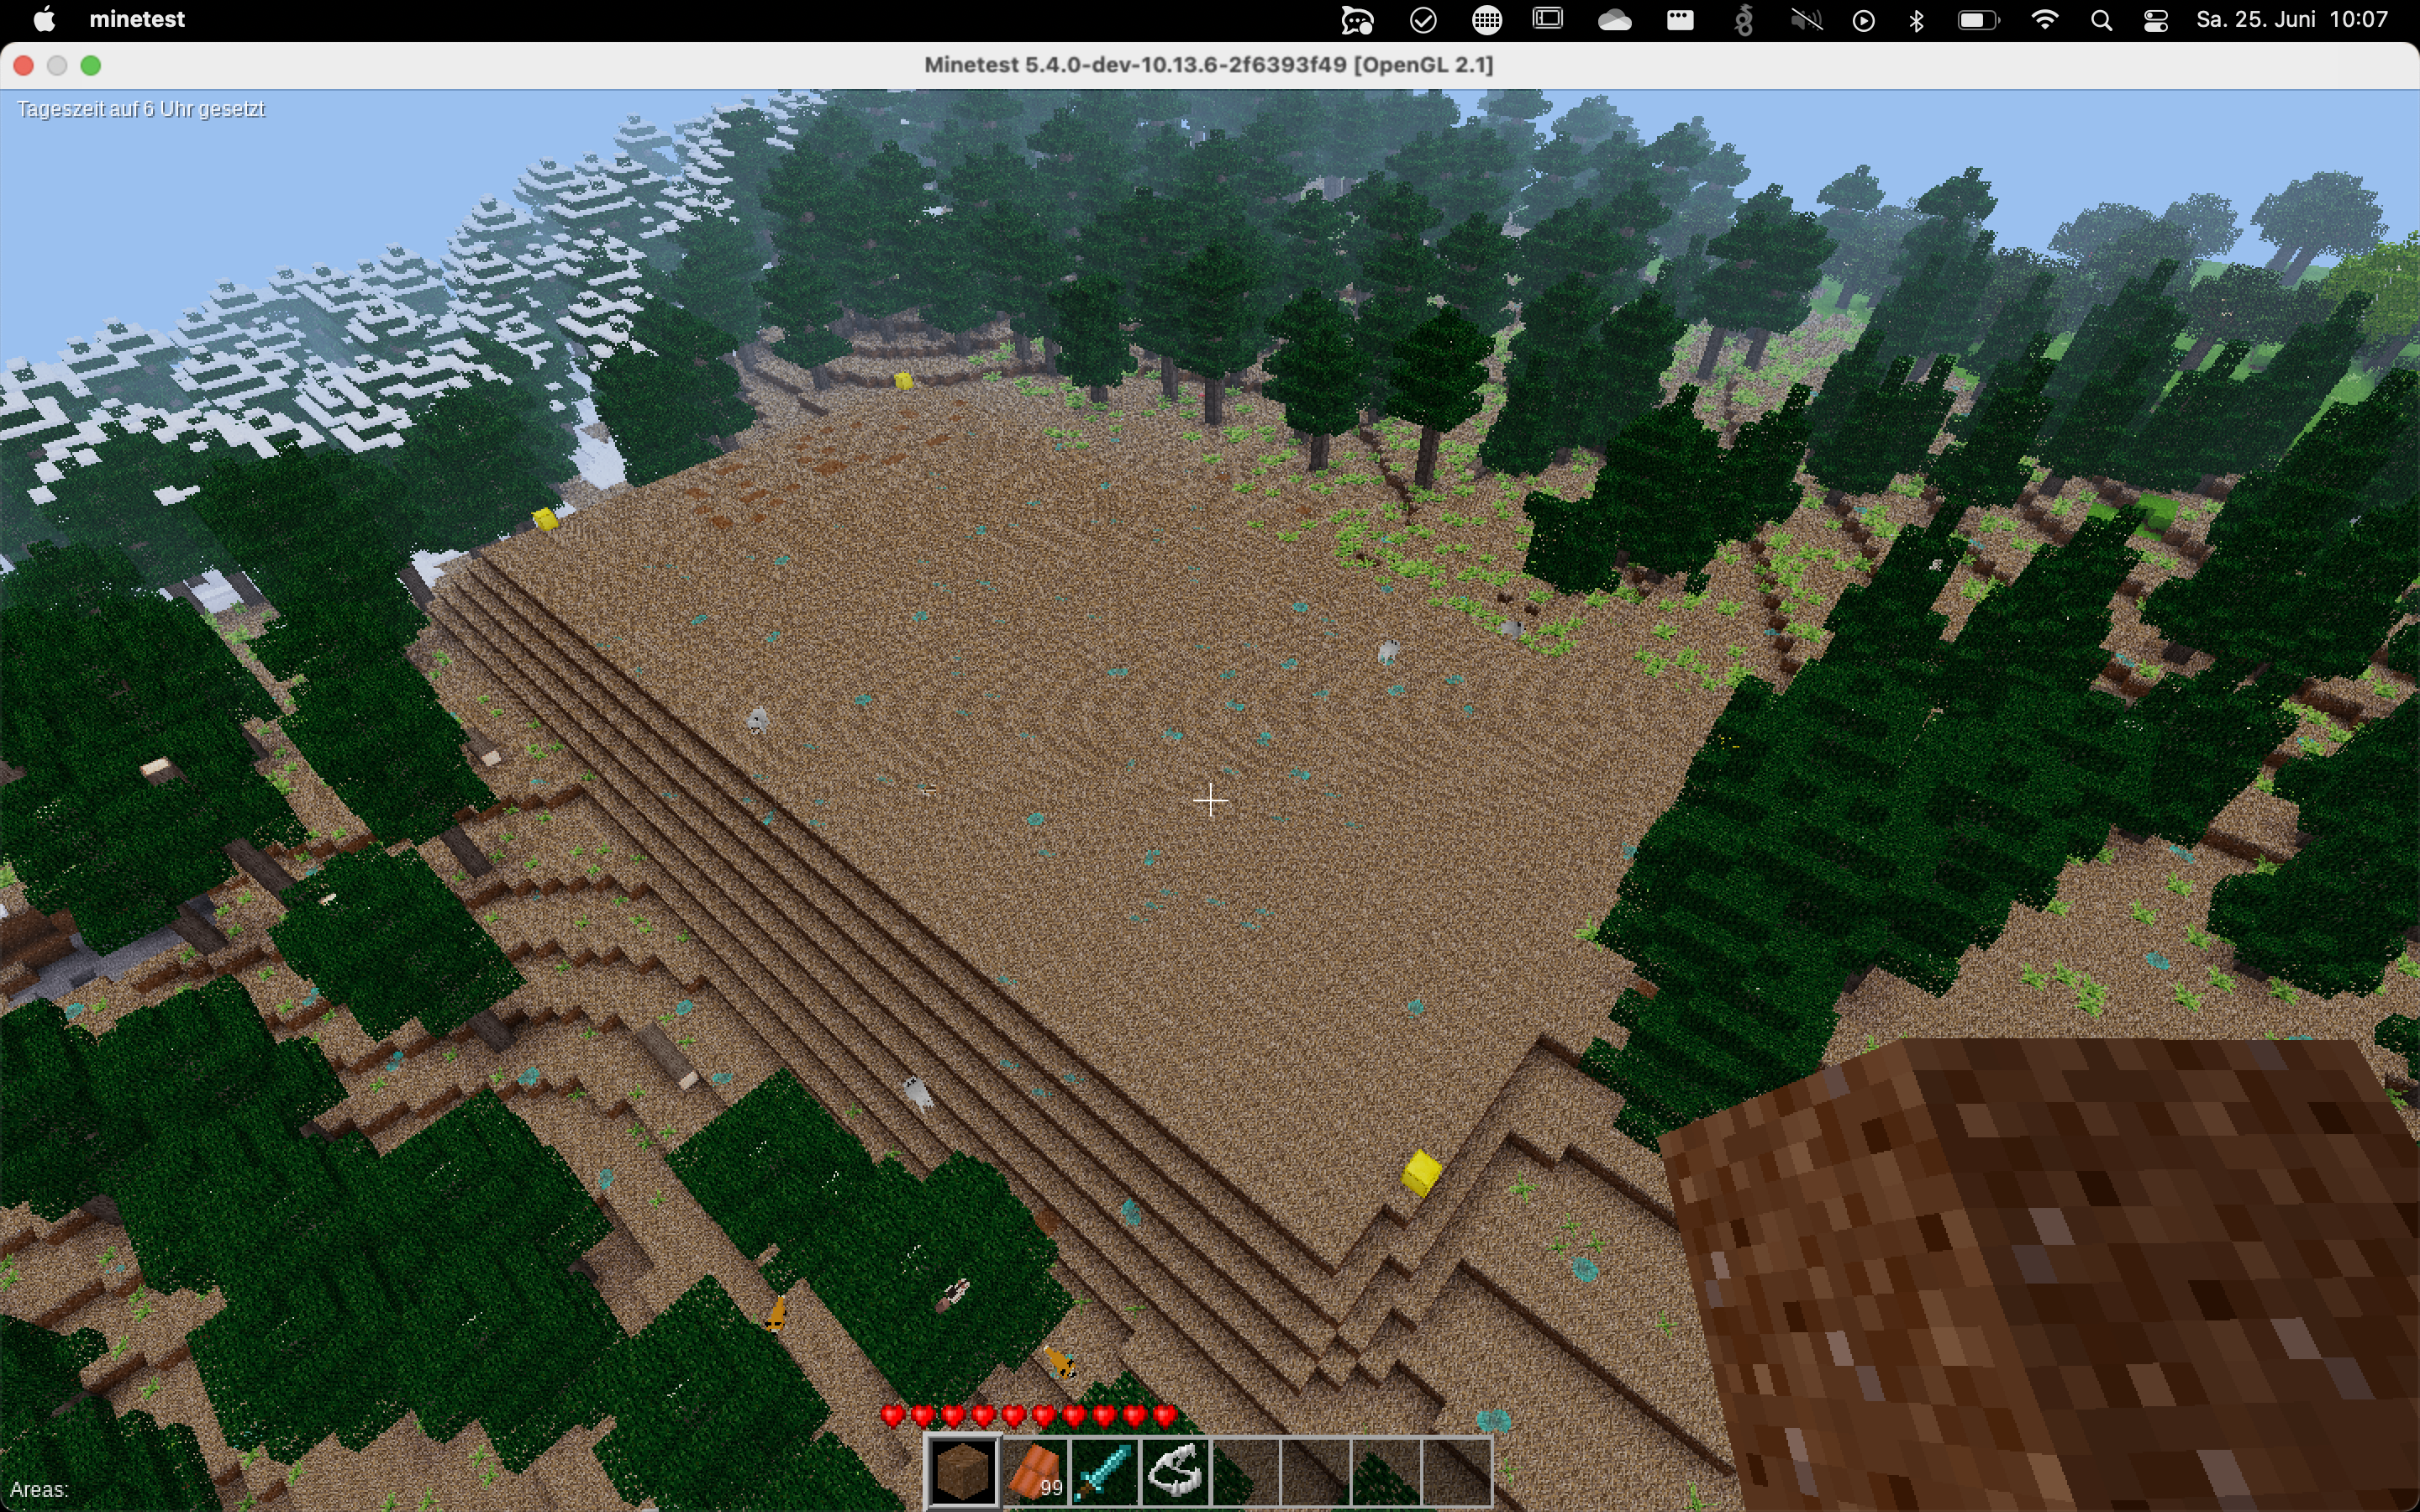 minetest
Sa. 25. Juni 10:07
Minetest 5.4.0-dev-10.13.6-2f6393f49 [OpenGL 2.1]
Tageszeit auf 6 Uhr gesetzt
99
Areas: